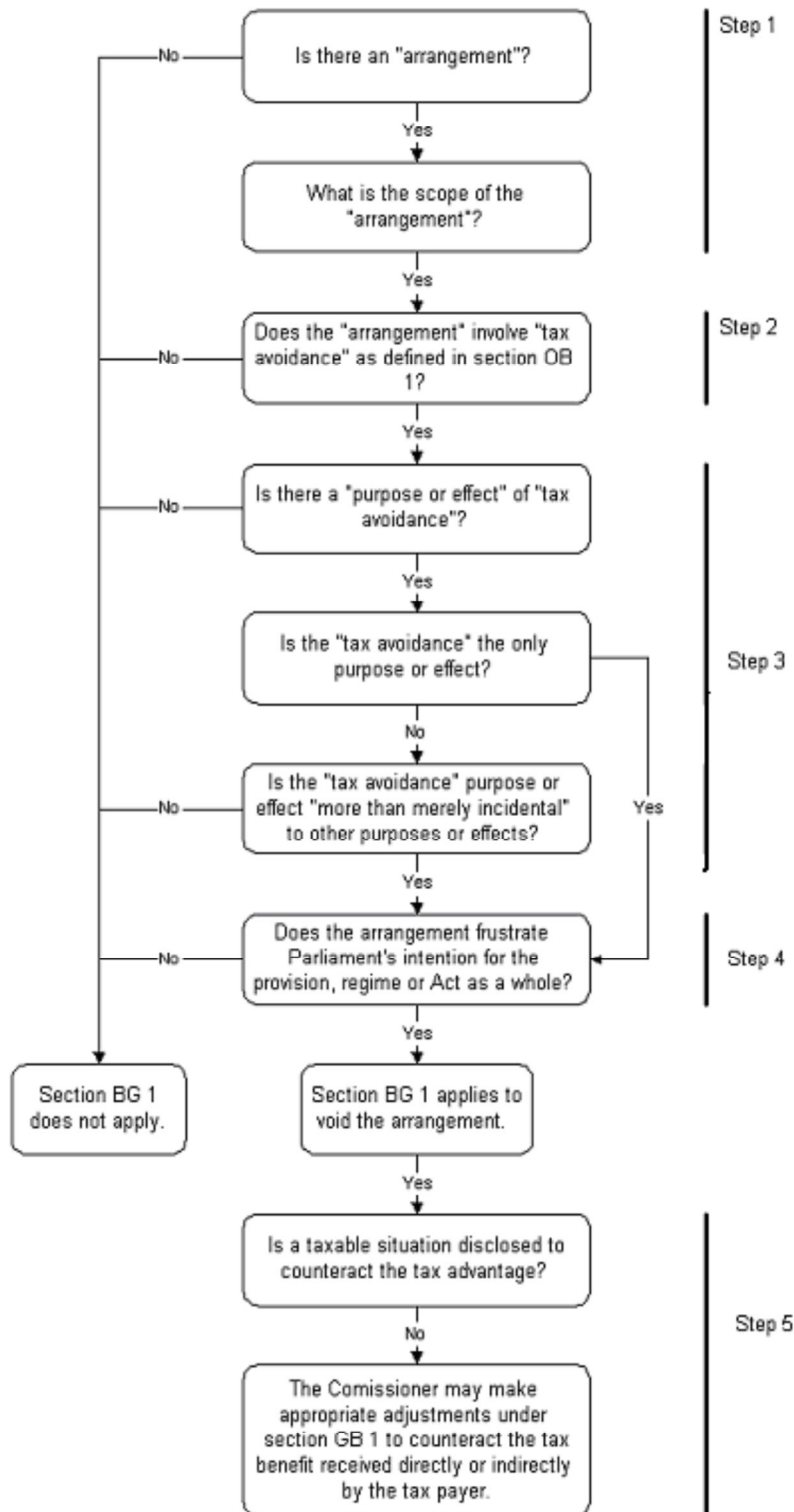 Step 1
Is there an "arrangement"?
No
Yes
What is the scope of the
"arrangement"?
Yes
Step 2
Does the "arrangement" involve "tax
avoidance" as defined in section OB
1?
No
Yes
Is there a "purpose or effect" of "tax
avoidance"?
No
Yes
Is the "tax avoidance" the only
purpose or effect?
Step 3
No
Is the "tax avoidance" purpose or
effect "more than merely incidental"
to other purposes or effects?
No
Yes
Yes
Does the arrangement frustrate
Parliament's intention for the
provision, regime or Act as a whole?
No
Step 4
Yes
Section BG 1
does not apply.
Section BG 1 applies to
void the arrangement.
Yes
Is a taxable situation disclosed to
counteract the tax advantage?
Step 5
No
The Comissioner may make
appropriate adjustments under
section GB 1 to counteract the tax
benefit received directly or indirectly
by the tax payer.